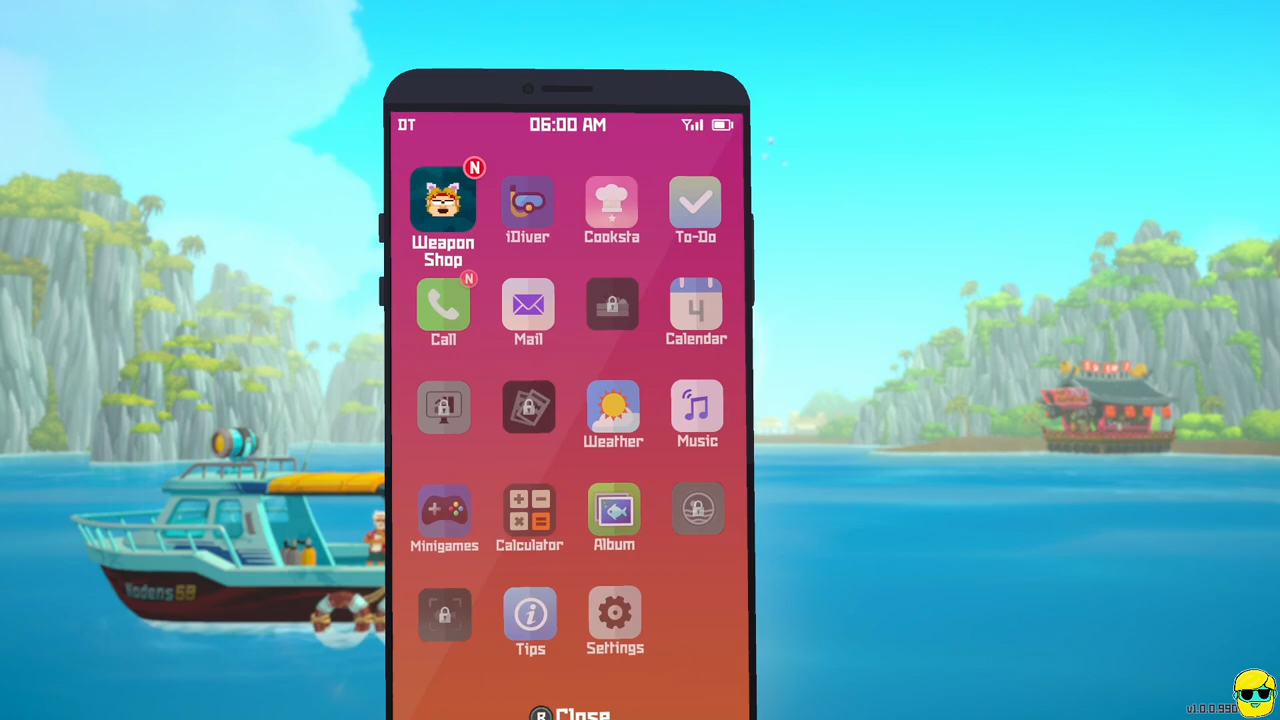 DT
06:00 AM
N
Weapon
Shop
iDiver
Cooksta
To-Do
N
Call
Mail
4
Calendar
Weather
Music
Minigames
Calculator
Album
Tips
Settings
R Close
Nodens58
v1.0.0.990